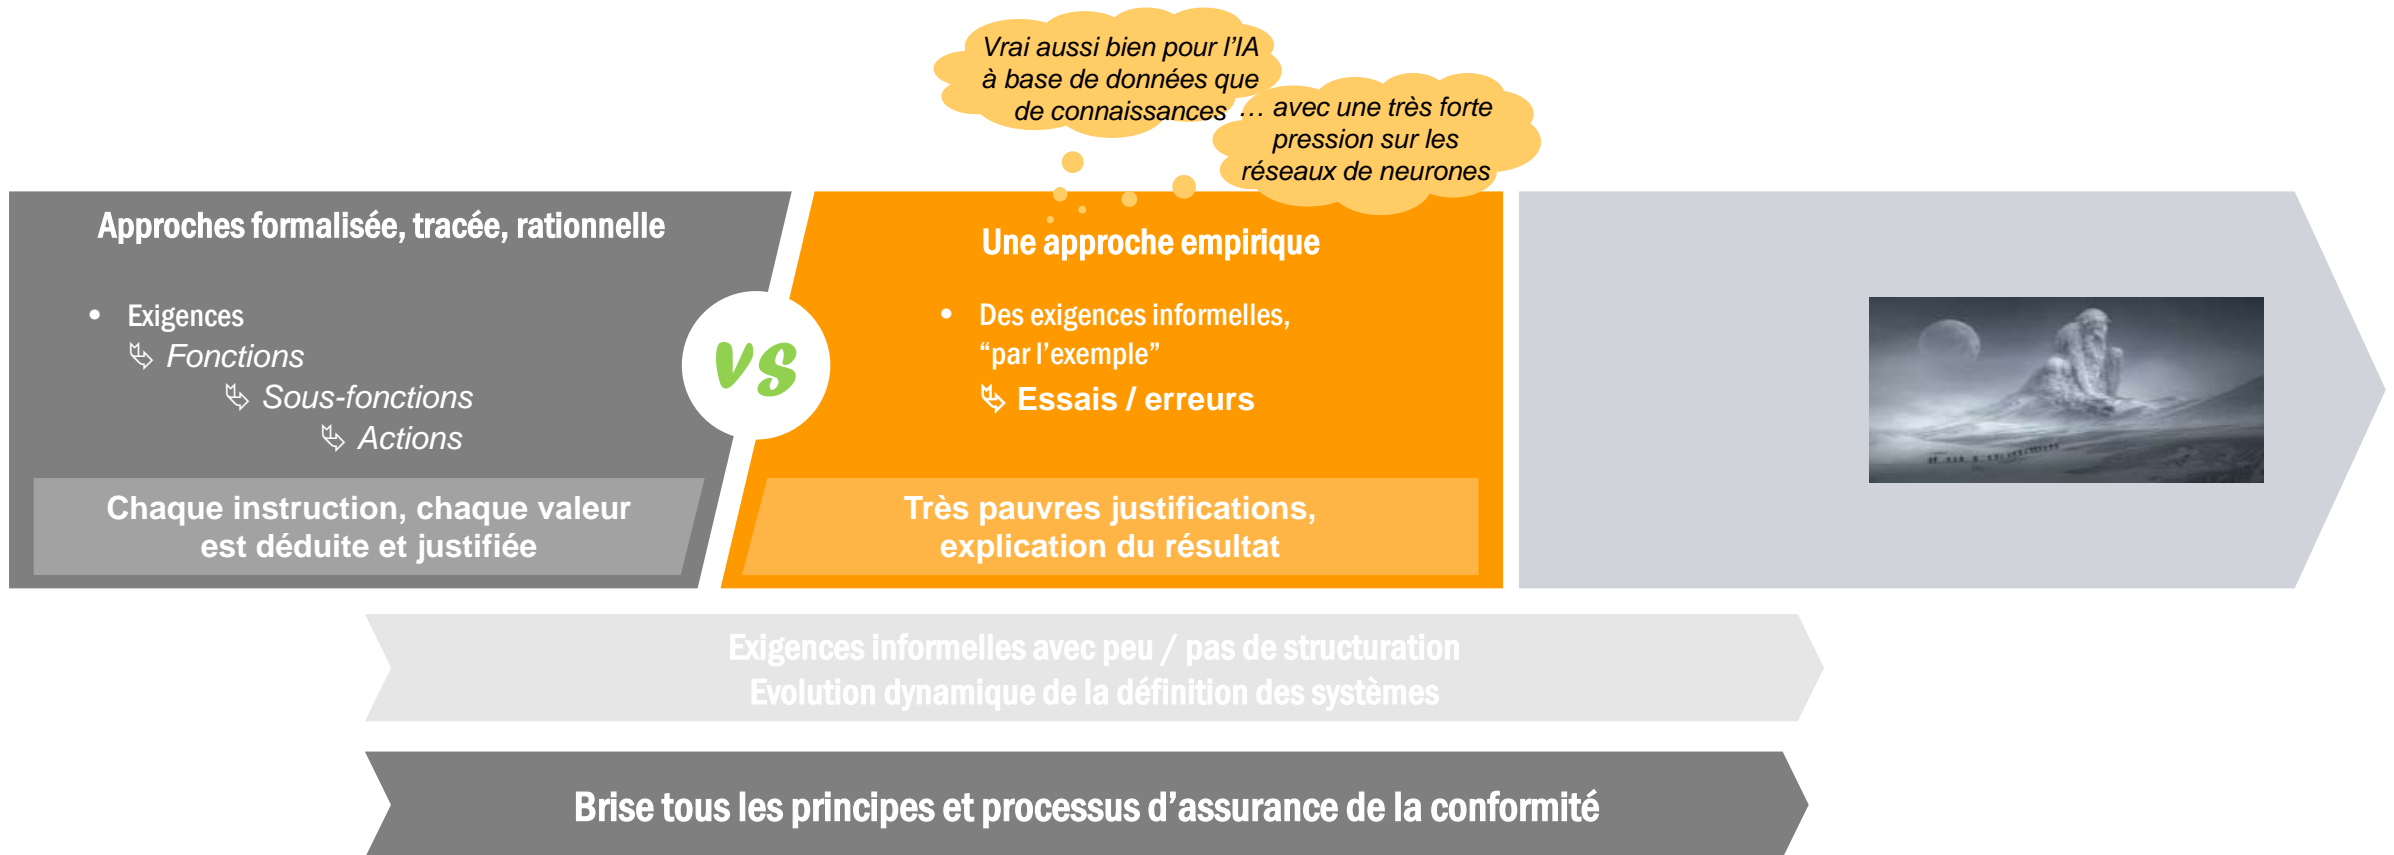 Vrai aussi bien pour l’IA
à base de données que
de connaissances
… avec une très forte
pression sur les
réseaux de neurones
Approches formalisée, tracée, rationnelle
• Exigences
Fonctions
Sous-fonctions
Actions
Chaque instruction, chaque valeur
est déduite et justifiée
vs
Une approche empirique
• Des exigences informelles,
“par l’exemple”
Essais / erreurs
Très pauvres justifications,
explication du résultat
Exigences informelles avec peu / pas de structuration
Evolution dynamique de la définition des systèmes
Brise tous les principes et processus d’assurance de la conformité